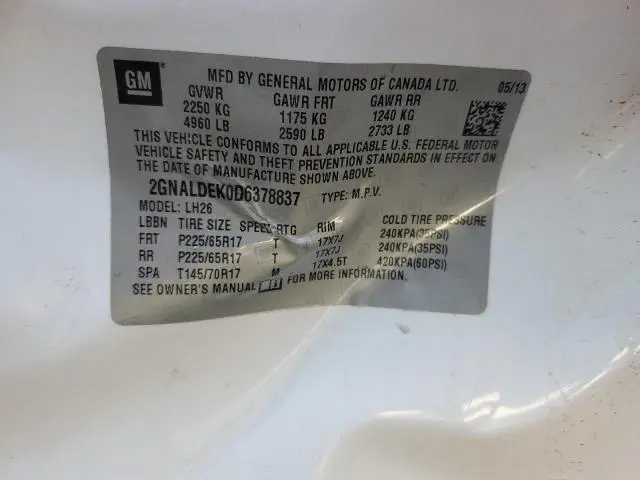 GM
MFD BY GENERAL MOTORS OF CANADA LTD. 05/13
GVWR GAWR FRT GAWR RR
2250 KG 1175 KG 1240 KG
4960 LB 2590 LB 2733 LB
THIS VEHICLE CONFORMS TO ALL APPLICABLE U.S. FEDERAL MOTOR
VEHICLE SAFETY AND THEFT PREVENTION STANDARDS IN EFFECT ON
THE DATE OF MANUFACTURE SHOWN ABOVE.
2GNALDEK0D6378837 TYPE: M.P.V.
MODEL: LH26
LBBN TIRE SIZE SPEED RTG RIM COLD TIRE PRESSURE
FRT P225/65R17 T 17X7J 240KPA(35PSI)
RR P225/65R17 T 17X7J 240KPA(35PSI)
SPA T145/70R17 M 17X4.5T 420KPA(60PSI)
SEE OWNER'S MANUAL FOR MORE INFORMATION.